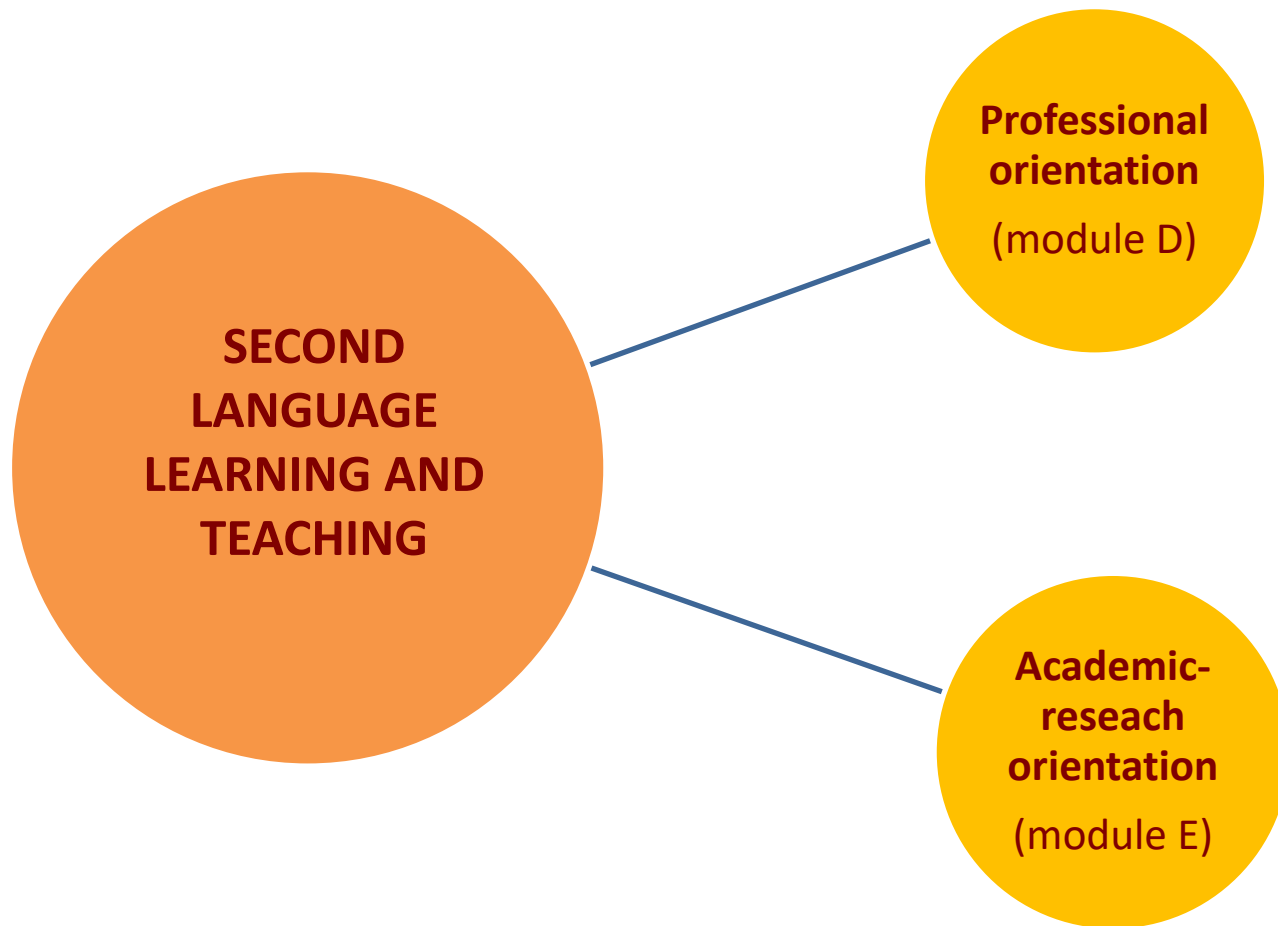 SECOND
LANGUAGE
LEARNING AND
TEACHING
Professional
orientation
(module D)
Academic-
reseach
orientation
(module E)